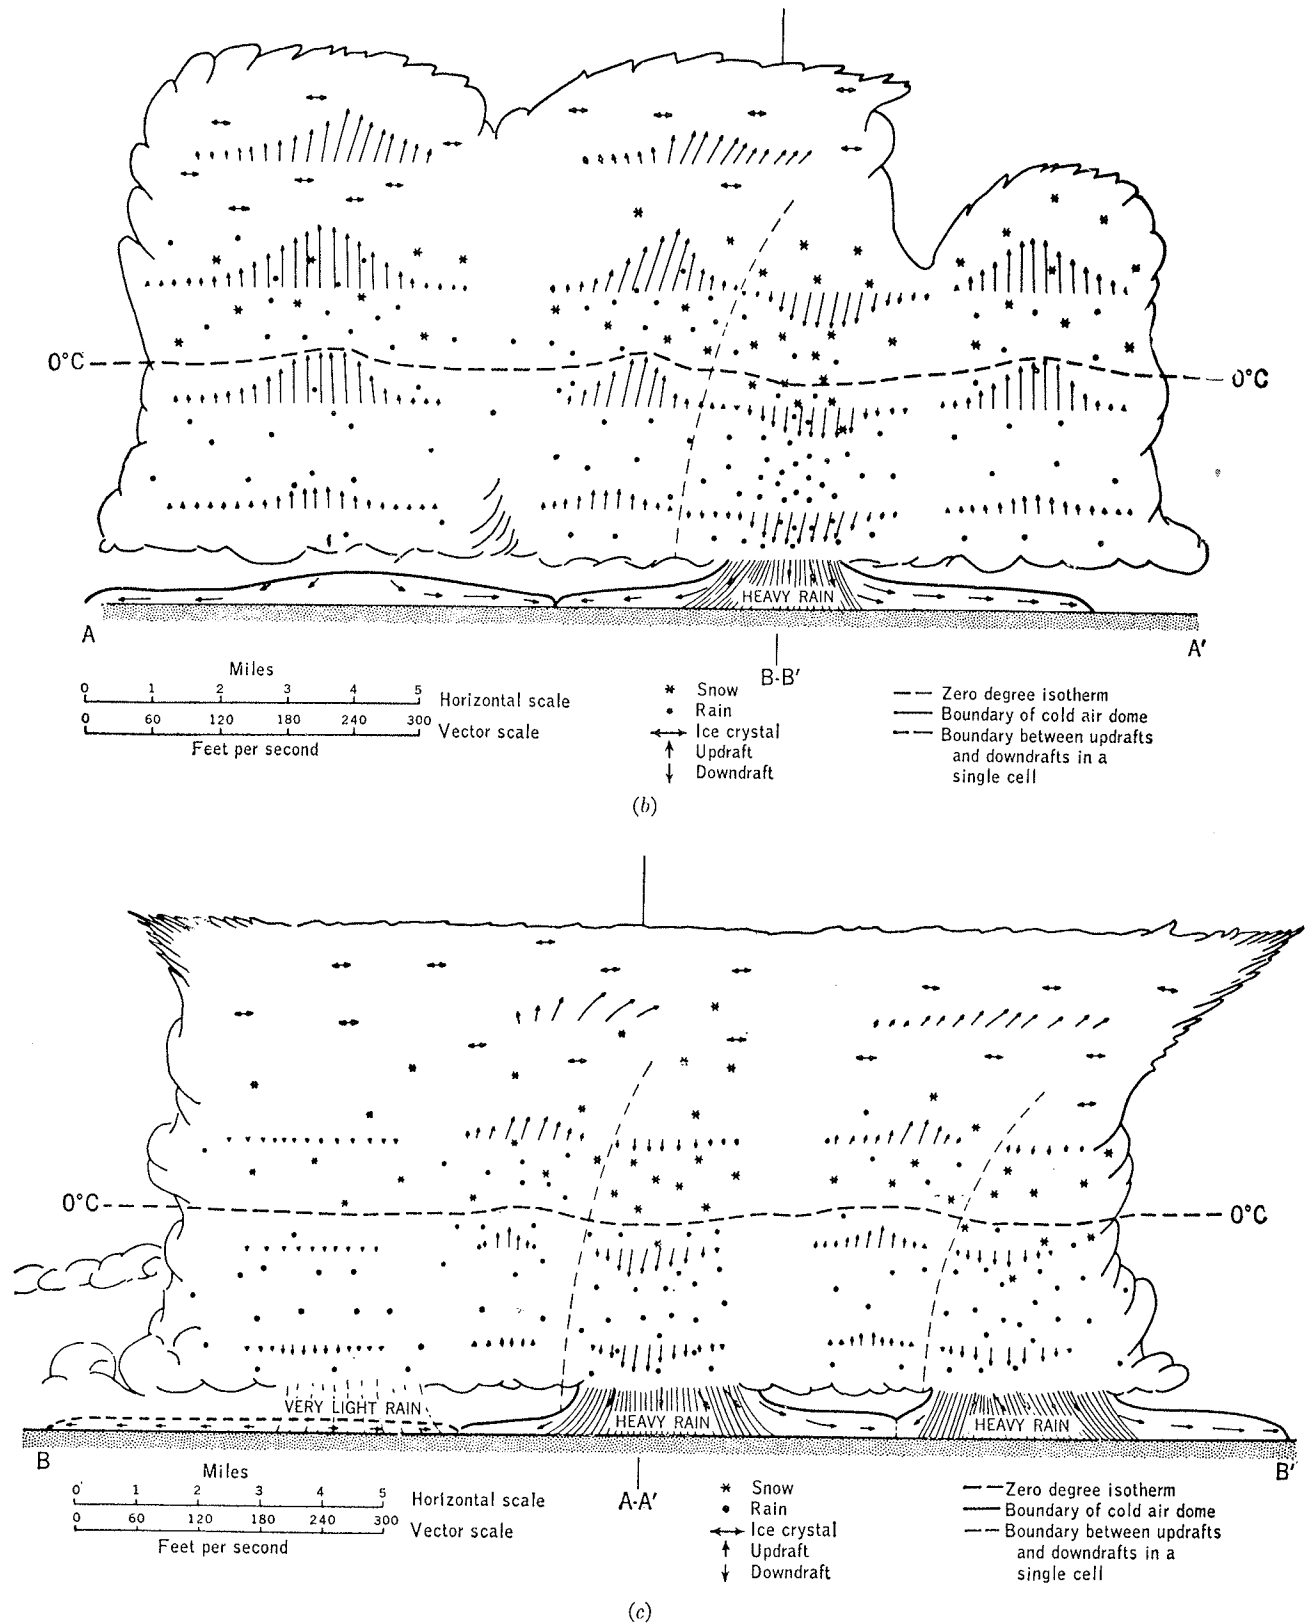 0°C
0°C
HEAVY RAIN
A
A'
B-B'
Miles
0 1 2 3 4 5
Horizontal scale
0 60 120 180 240 300
Vector scale
Feet per second
Snow
Rain
Ice crystal
Updraft
Downdraft
Zero degree isotherm
Boundary of cold air dome
Boundary between updrafts
and downdrafts in a
single cell
(b)
0°C
0°C
VERY LIGHT RAIN
HEAVY RAIN
HEAVY RAIN
B
B'
A-A'
Miles
0 1 2 3 4 5
Horizontal scale
0 60 120 180 240 300
Vector scale
Feet per second
Snow
Rain
Ice crystal
Updraft
Downdraft
Zero degree isotherm
Boundary of cold air dome
Boundary between updrafts
and downdrafts in a
single cell
(c)